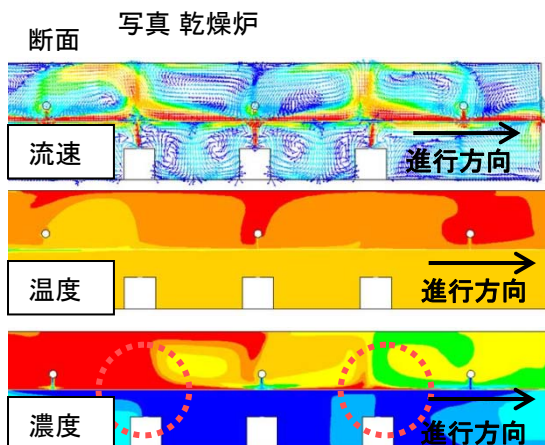 写真 乾燥炉
断面
流速
進行方向
温度
進行方向
濃度
進行方向